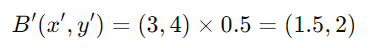 B′(x′, y′) = (3, 4) × 0.5 = (1.5, 2)